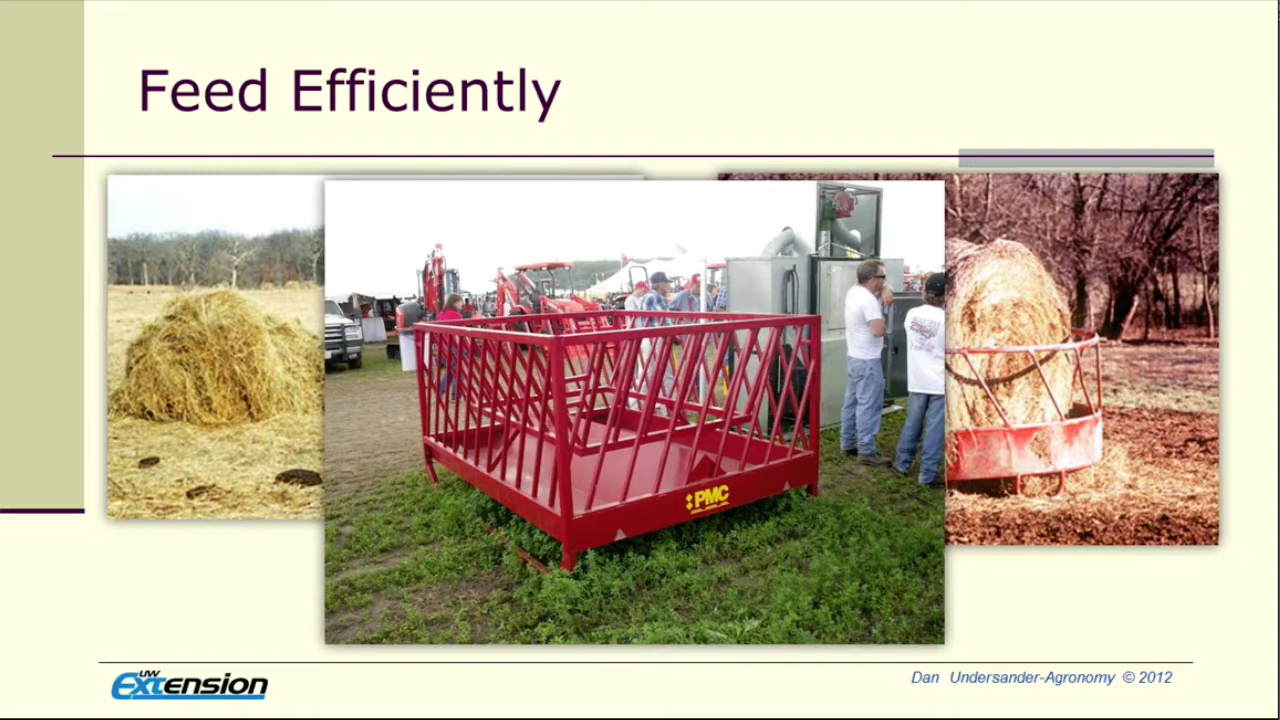 Feed Efficiently
PMC
UW
Extension
Dan Undersander-Agronomy © 2012